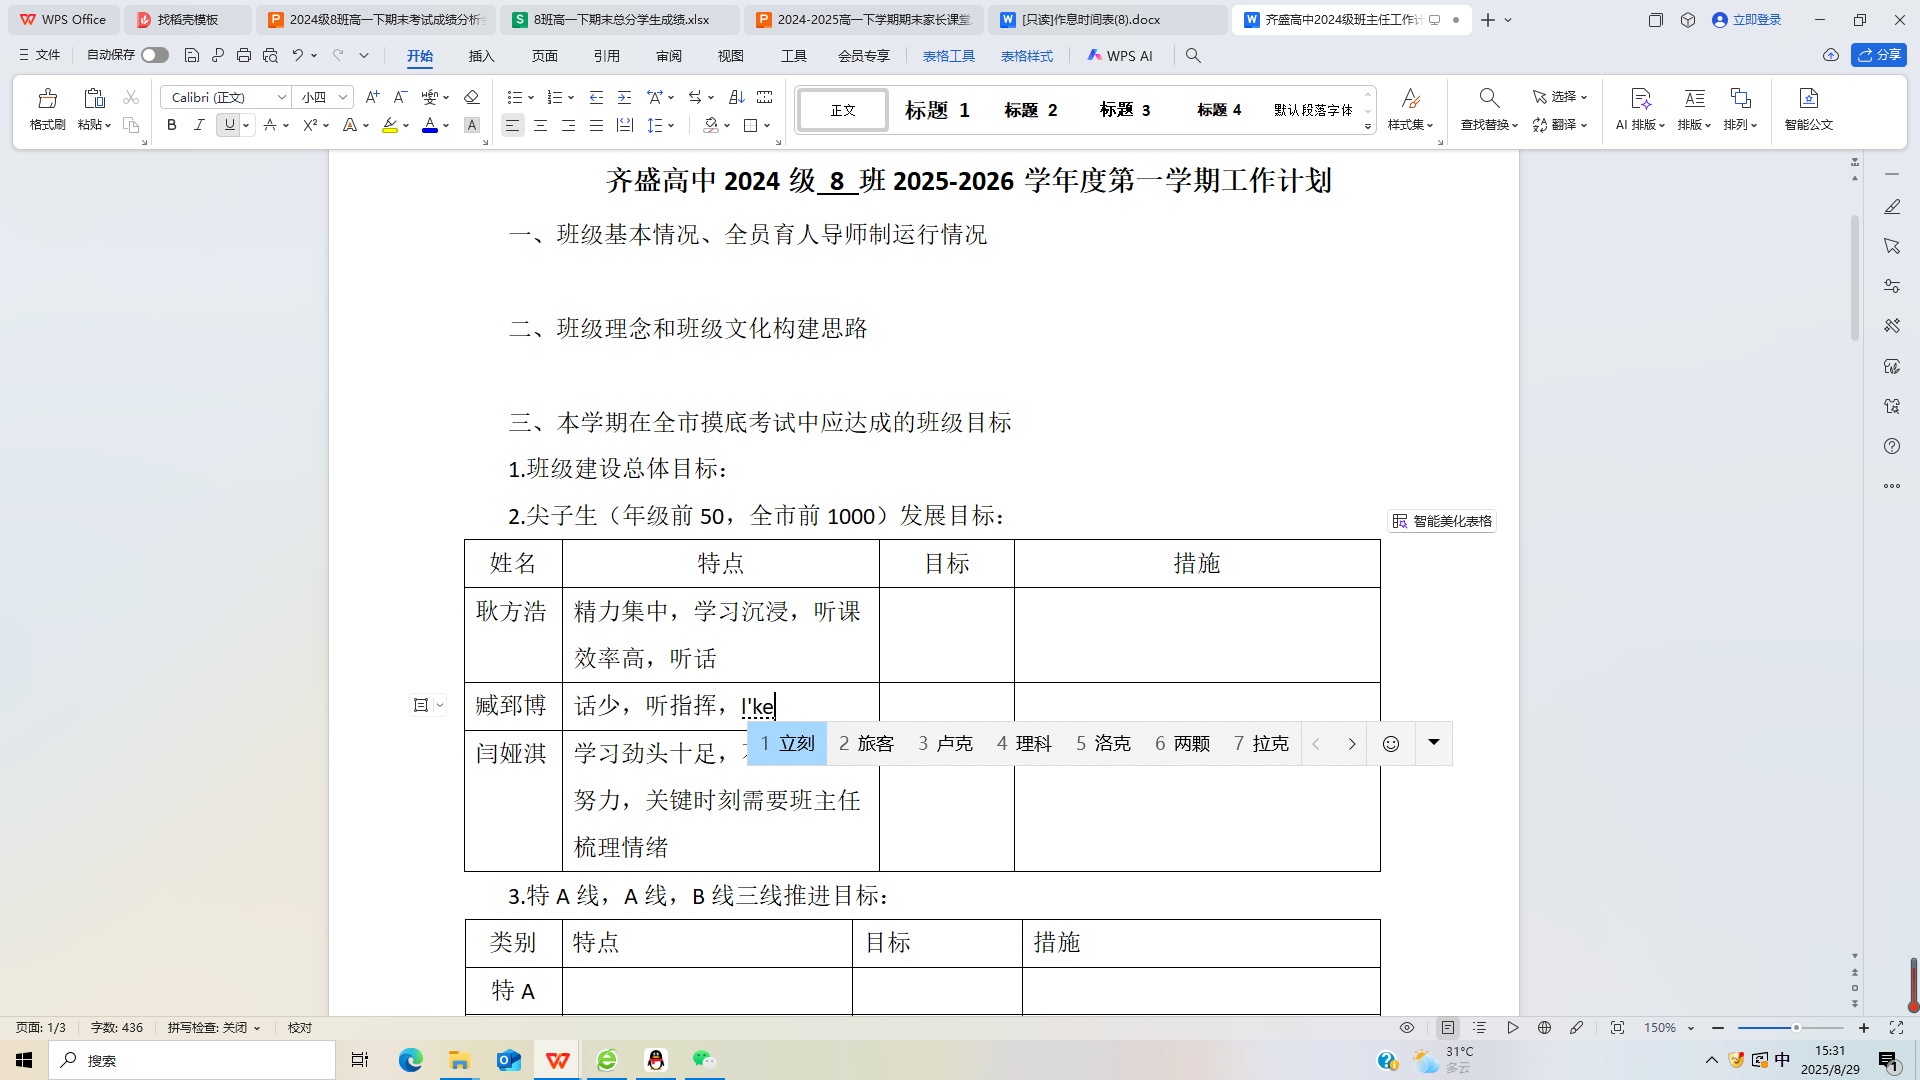 WPS Office
找稻壳模板
2024级8班高一下期末考试成绩分析会
8班高一下期末总分学生成绩.xlsx
2024-2025高一下学期期末家长课堂
[只读]作息时间表(8).docx
齐盛高中2024级班主任工作计
立即登录
文件
自动保存
开始
插入
页面
引用
审阅
视图
工具
会员专享
表格工具
表格样式
WPS AI
分享
格式刷
粘贴
Calibri (正文)
小四
正文
标题 1
标题 2
标题 3
标题 4
默认段落字体
样式集
查找替换
选择
翻译
AI 排版
排版
排列
智能公文
齐盛高中 2024 级 8 班 2025-2026 学年度第一学期工作计划
一、班级基本情况、全员育人导师制运行情况
二、班级理念和班级文化构建思路
三、本学期在全市摸底考试中应达成的班级目标
1.班级建设总体目标：
2.尖子生（年级前 50，全市前 1000）发展目标：
智能美化表格
姓名 特点 目标 措施
耿方浩 精力集中，学习沉浸，听课
效率高，听话
臧郅博 话少，听指挥，l'ke
1 立刻 2 旅客 3 卢克 4 理科 5 洛克 6 两颗 7 拉克
闫娅淇 学习劲头十足，
努力，关键时刻需要班主任
梳理情绪
3.特 A 线，A 线，B 线三线推进目标：
类别 特点 目标 措施
特 A
页面: 1/3
字数: 436
拼写检查: 关闭
校对
150%
搜索
31°C
多云
中
15:31
2025/8/29
1